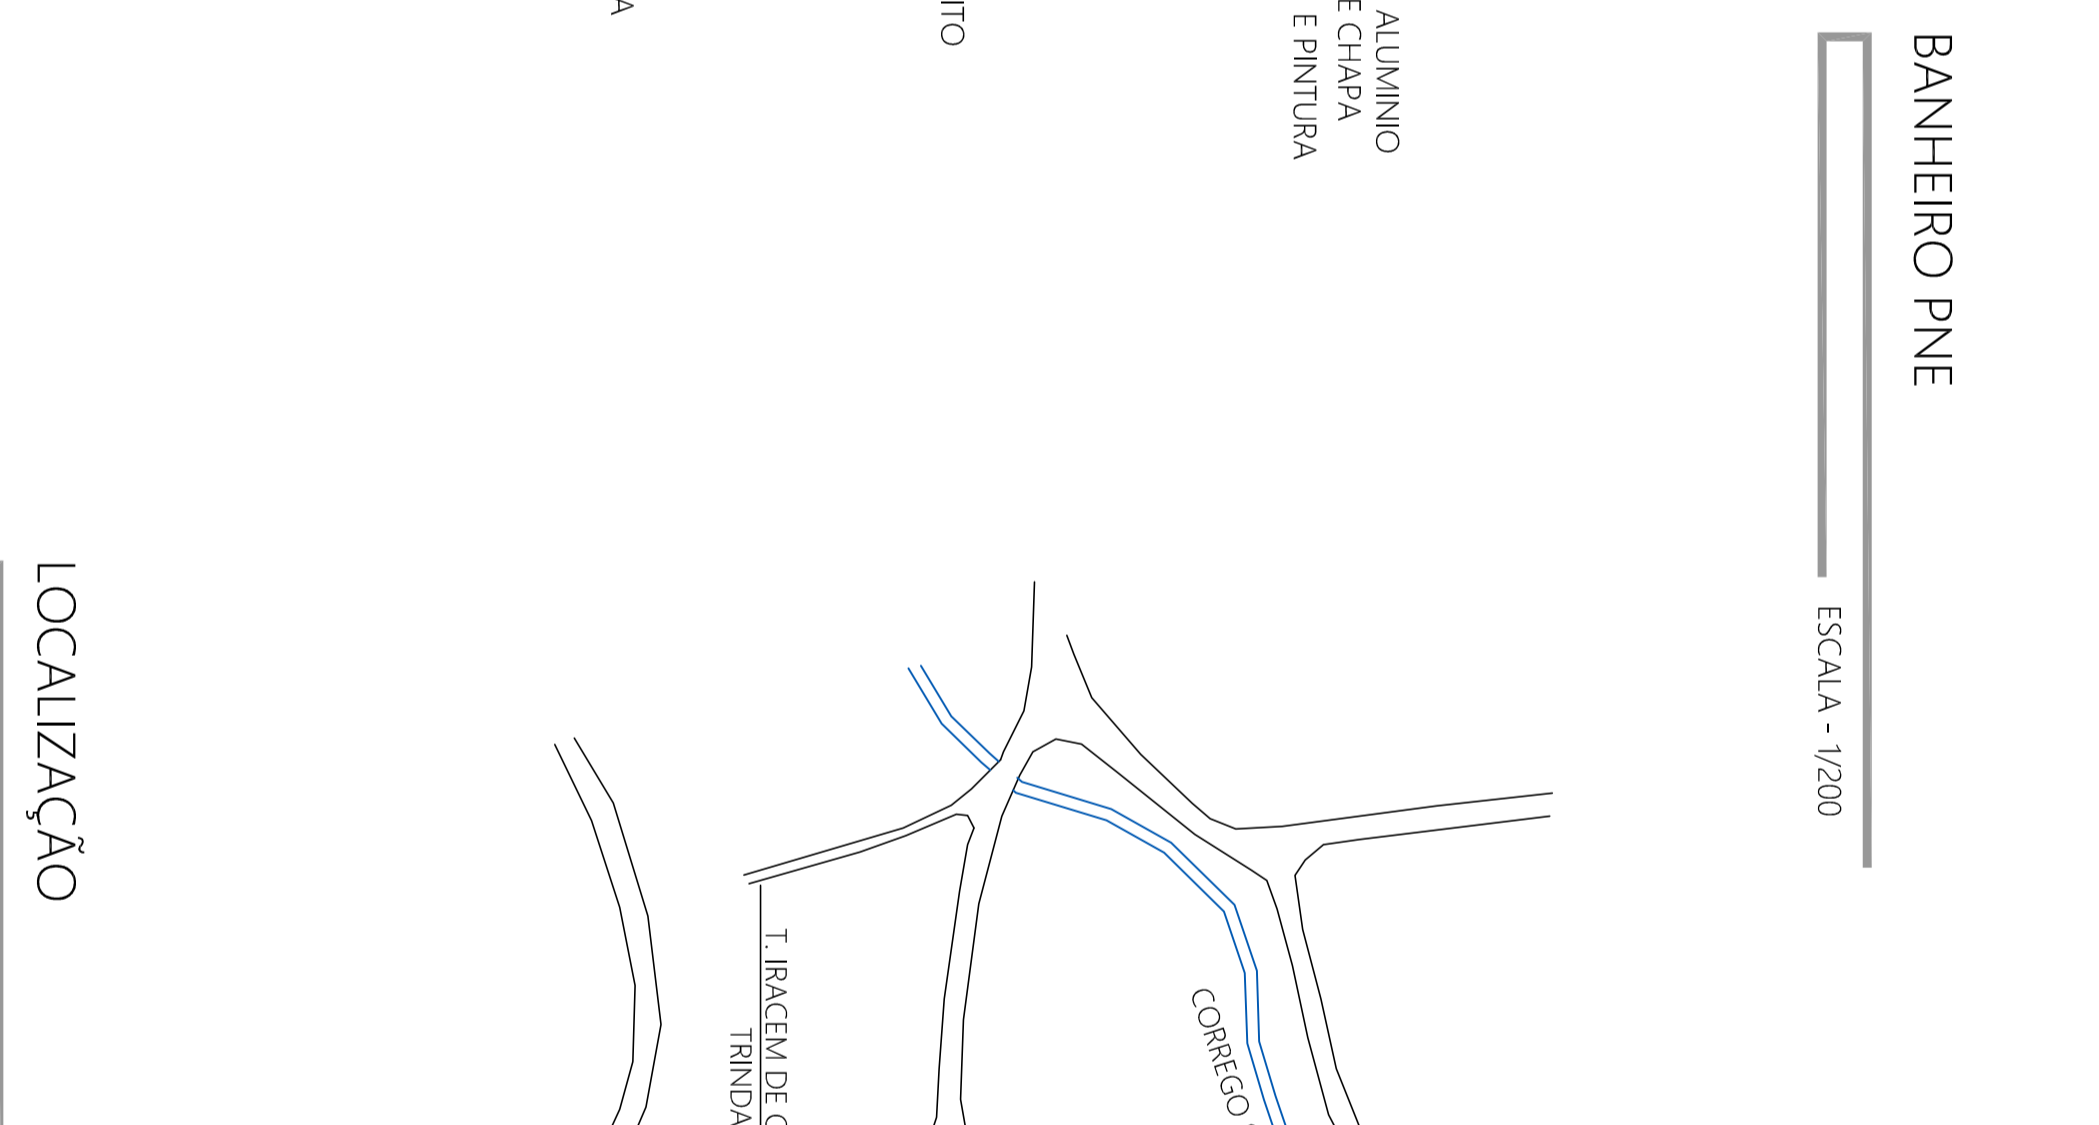 BANHEIRO PNE
ESCALA - 1/200
ALUMINIO
E CHAPA
E PINTURA
ITO
A
CORREGO
T. IRACEM DE
TRINDA
LOCALIZAÇÃO